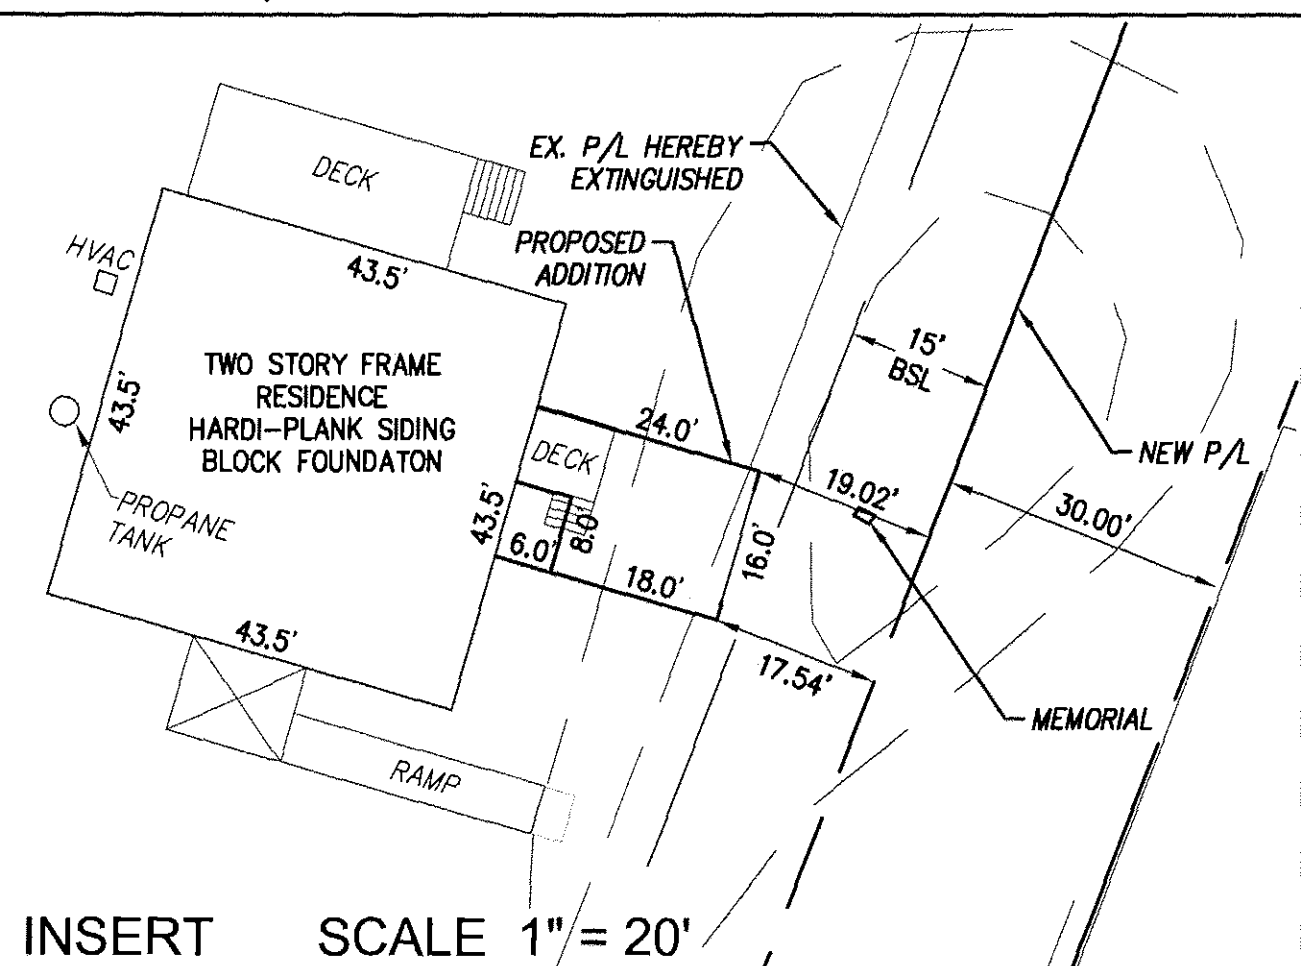 EX. P/L HEREBY
EXTINGUISHED
DECK
PROPOSED
ADDITION
HVAC
43.5'
15'
BSL
TWO STORY FRAME
RESIDENCE
HARDI-PLANK SIDING
BLOCK FOUNDATON
43.5'
24.0'
DECK
NEW P/L
19.02'
30.00'
PROPANE
TANK
43.5'
6.0'
8.0'
16.0'
18.0'
43.5'
17.54'
MEMORIAL
RAMP
INSERT SCALE 1" = 20'